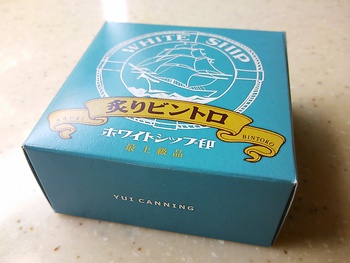 WHITE SHIP
炙りビントロ
ABURI
BINTORO
ホワイトシップ印
最上級品
YUI CANNING